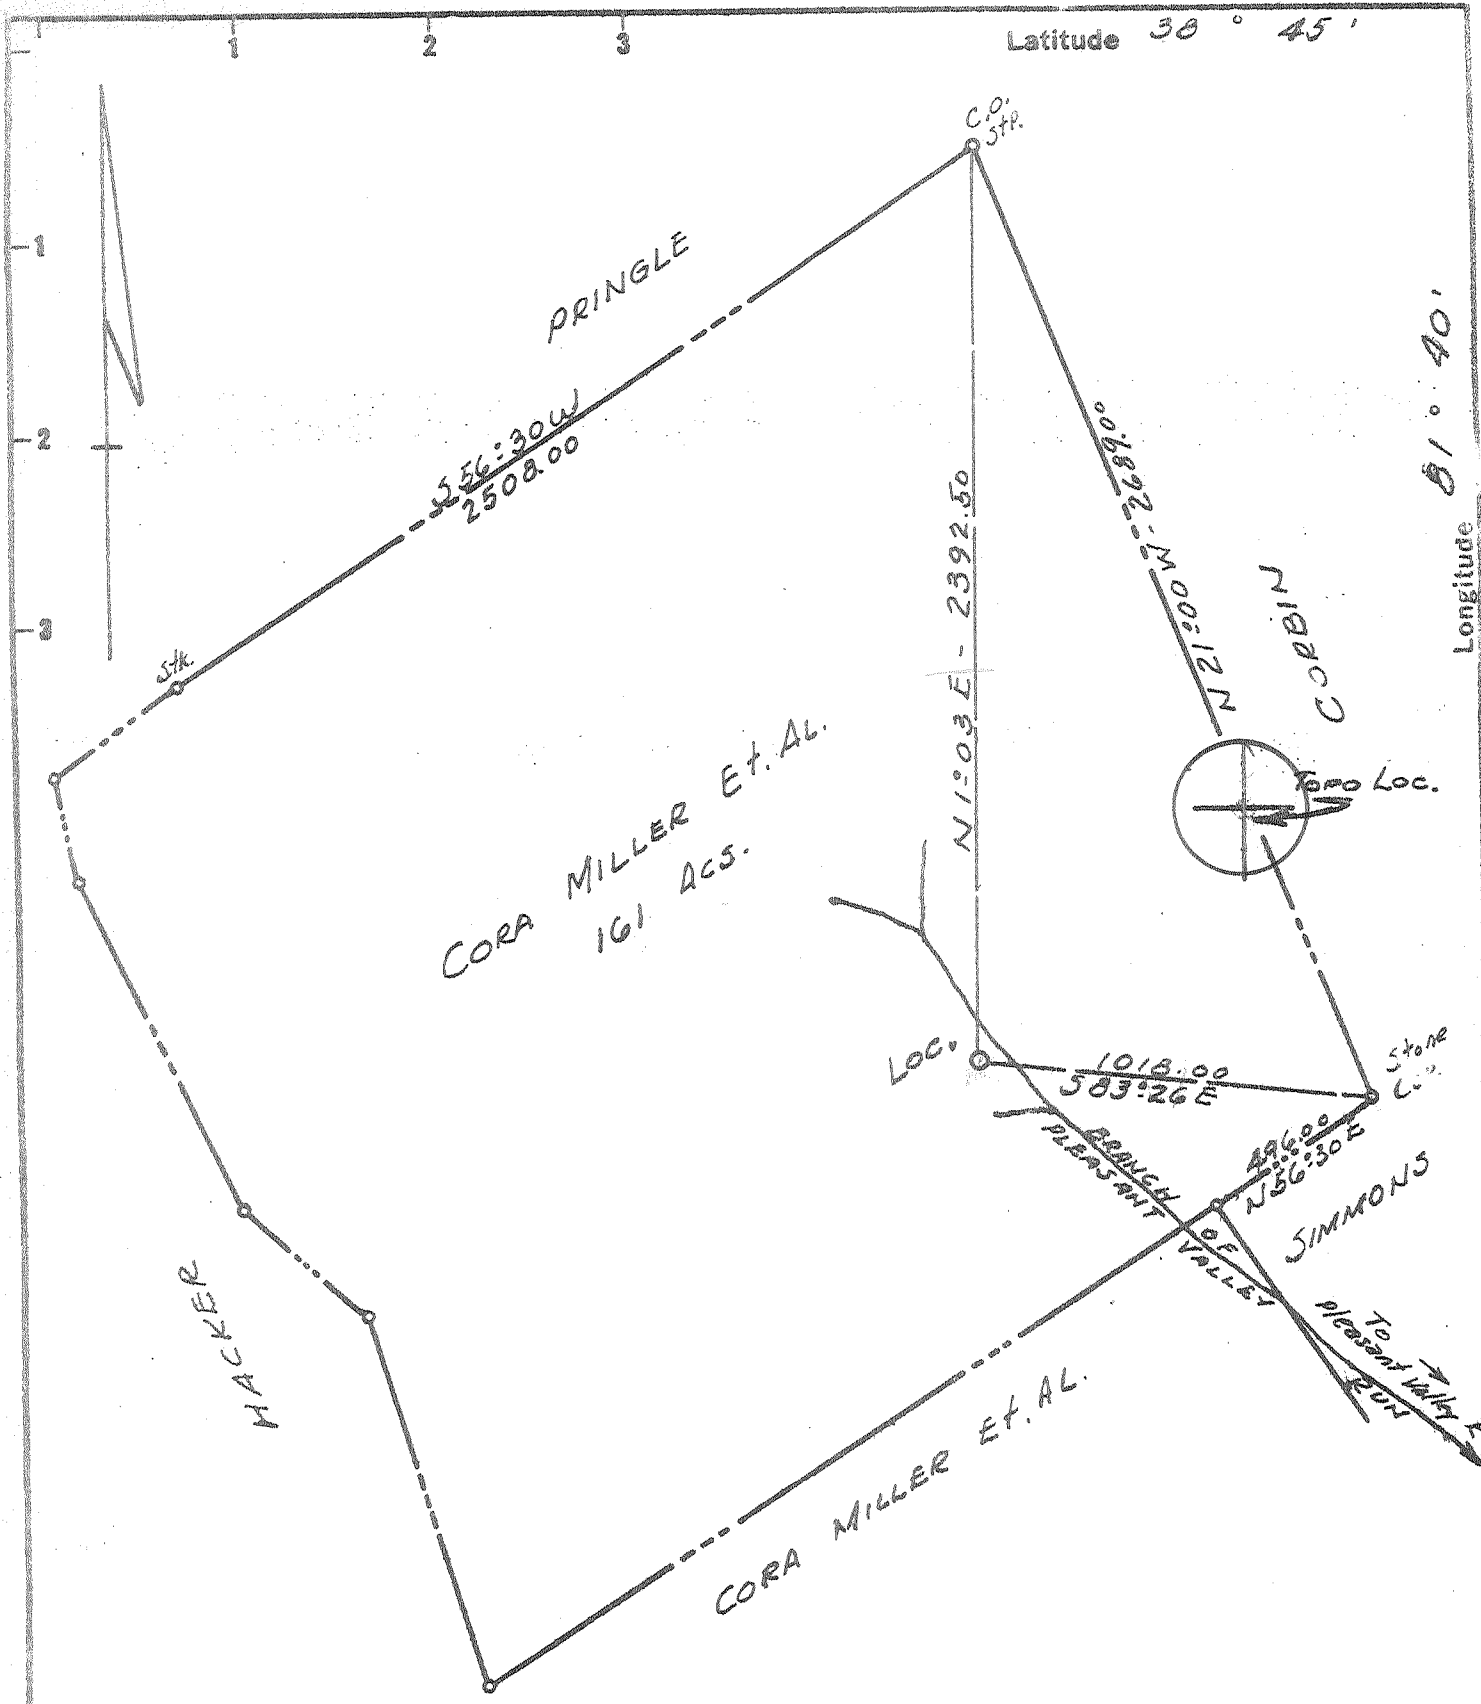 1 2 3
Latitude 38° 45'
1
2
3
Longitude 81° 40'
C.O.
Stp.
PRINGLE
S 56:30 W
2508.00
N 21:00 W: 2689.00
N 1:03 E - 2392.50
Stk.
CORBIN
Topo Loc.
CORA MILLER Et. AL.
161 Acs.
LOC.
1018.00
S 83:26 E
Stone
496.00
N 56:30 E
SIMMONS
BRANCH OF
PLEASANT VALLEY
RUN
To
Pleasant Valley
HACKER
CORA MILLER Et. AL.